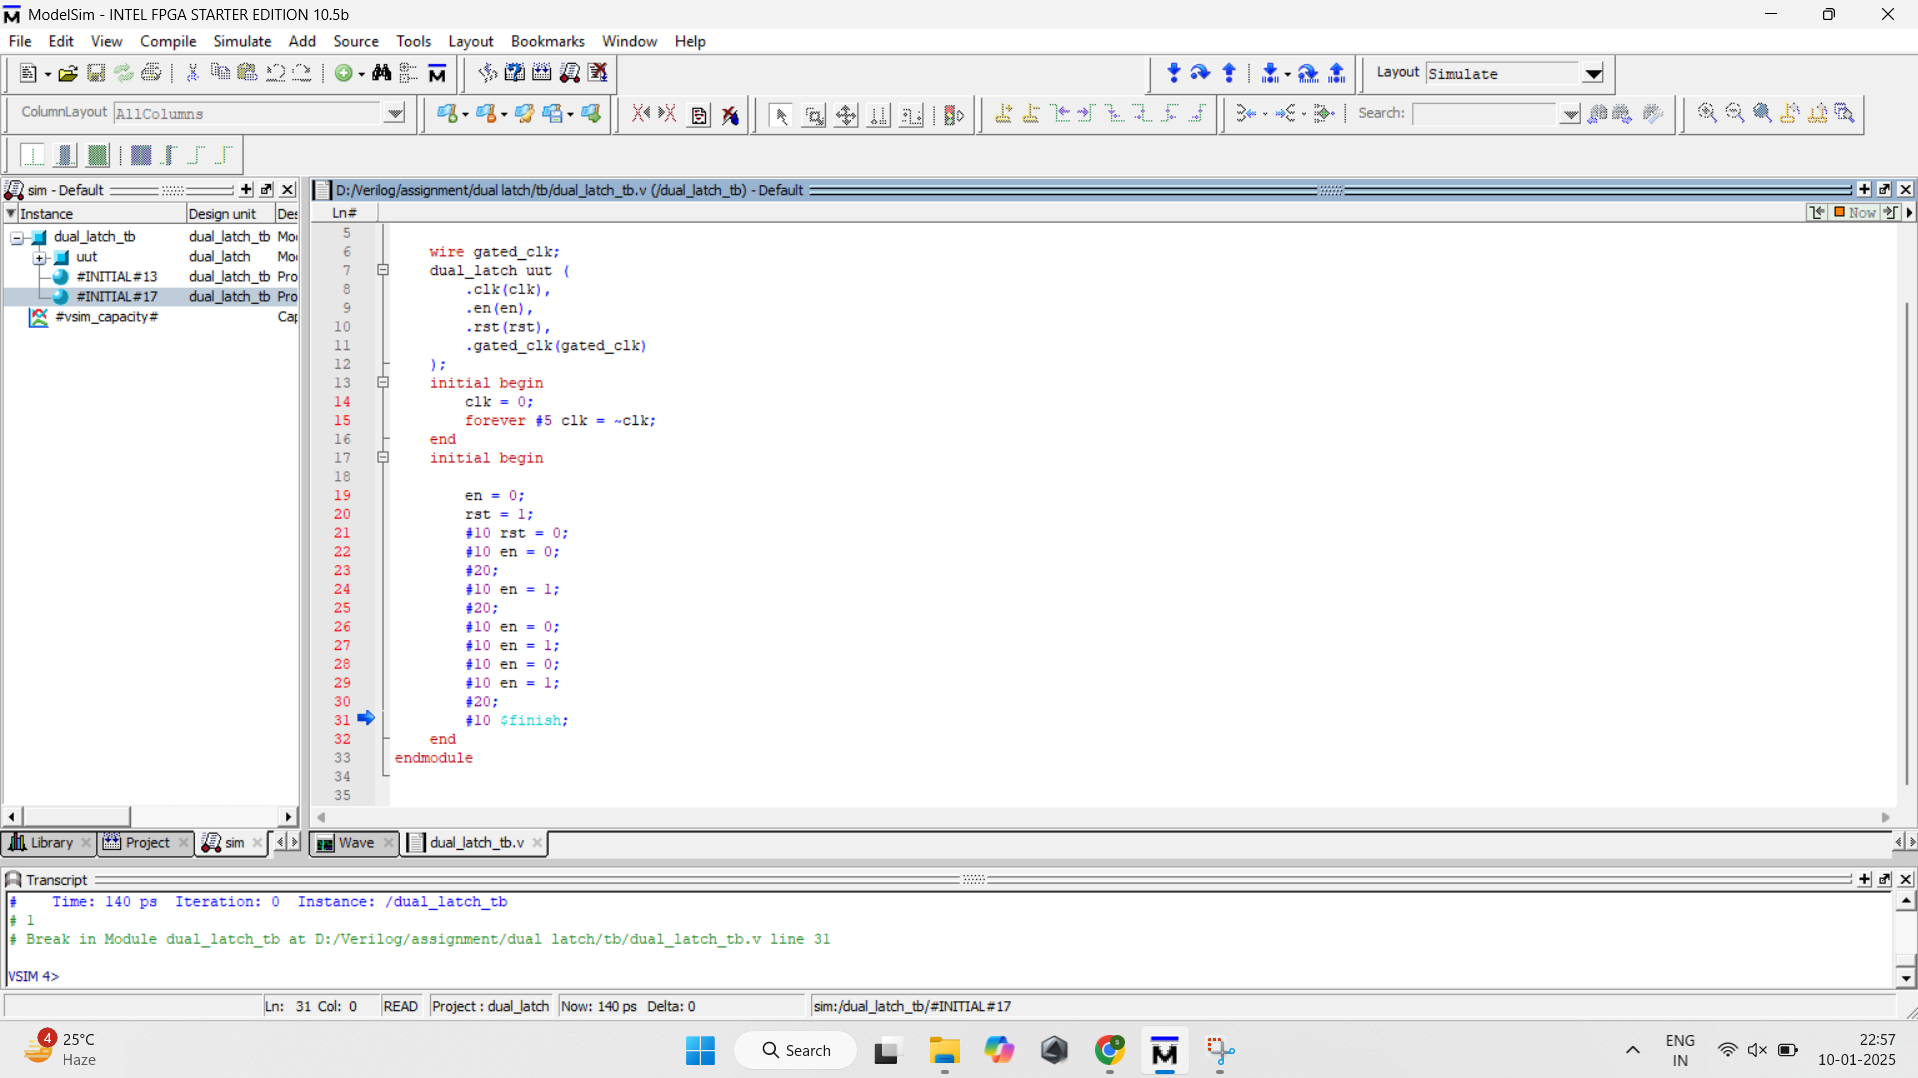 ModelSim - INTEL FPGA STARTER EDITION 10.5b
File Edit View Compile Simulate Add Source Tools Layout Bookmarks Window Help
Layout Simulate
ColumnLayout AllColumns
Search:
sim - Default
D:/Verilog/assignment/dual latch/tb/dual_latch_tb.v (/dual_latch_tb) - Default
Instance Design unit Des
Ln#
Now
dual_latch_tb dual_latch_tb Mo
uut dual_latch Mo
#INITIAL#13 dual_latch_tb Pro
#INITIAL#17 dual_latch_tb Pro
#vsim_capacity# Cap
5
6 wire gated_clk;
7 dual_latch uut (
8 .clk(clk),
9 .en(en),
10 .rst(rst),
11 .gated_clk(gated_clk)
12 );
13 initial begin
14 clk = 0;
15 forever #5 clk = ~clk;
16 end
17 initial begin
18
19 en = 0;
20 rst = 1;
21 #10 rst = 0;
22 #10 en = 0;
23 #20;
24 #10 en = 1;
25 #20;
26 #10 en = 0;
27 #10 en = 1;
28 #10 en = 0;
29 #10 en = 1;
30 #20;
31 #10 $finish;
32 end
33 endmodule
34
35
Library Project sim Wave dual_latch_tb.v
Transcript
# Time: 140 ps Iteration: 0 Instance: /dual_latch_tb
# 1
# Break in Module dual_latch_tb at D:/Verilog/assignment/dual latch/tb/dual_latch_tb.v line 31
VSIM 4>
Ln: 31 Col: 0 READ Project : dual_latch Now: 140 ps Delta: 0 sim:/dual_latch_tb/#INITIAL#17
4
25°C
Haze
Search
S
ENG
IN
22:57
10-01-2025